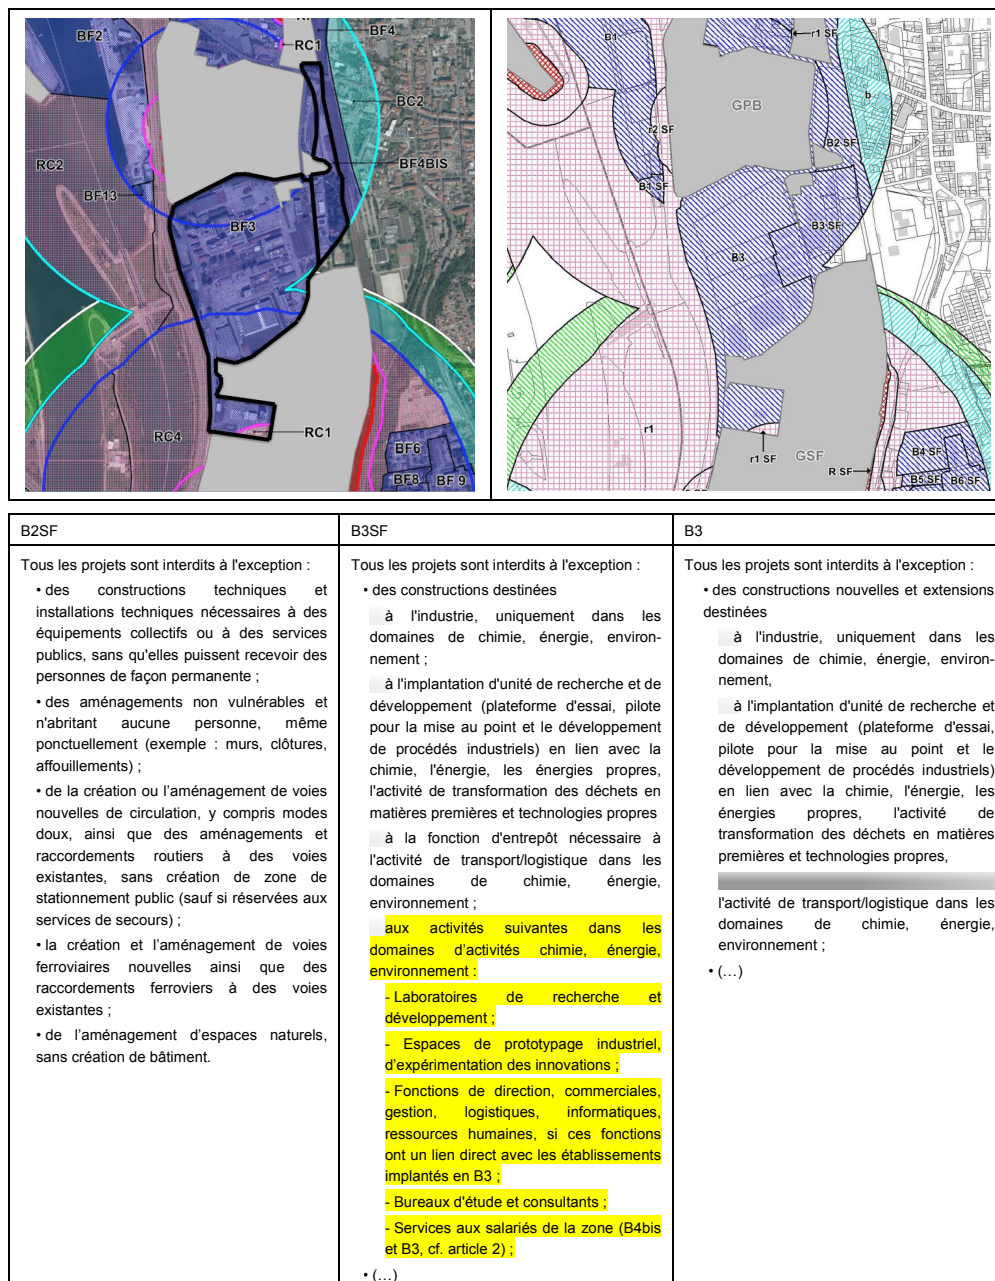 BF2
BF4
RC1
BC2
RC2
BF4BIS
BF13
BF3
RC4
RC1
BF6
BF8
BF 9
B1
r1 SF
GPB
b
r2 SF
B2 SF
B1 SF
B3 SF
B3
r1
r1 SF
GSF
R SF
B4 SF
B5 SF
B6 SF
B2SF
Tous les projets sont interdits à l'exception :
• des constructions techniques et
installations techniques nécessaires à des
équipements collectifs ou à des services
publics, sans qu'elles puissent recevoir des
personnes de façon permanente ;
• des aménagements non vulnérables et
n'abritant aucune personne, même
ponctuellement (exemple : murs, clôtures,
affouillements) ;
• de la création ou l'aménagement de voies
nouvelles de circulation, y compris modes
doux, ainsi que des aménagements et
raccordements routiers à des voies
existantes, sans création de zone de
stationnement public (sauf si réservées aux
services de secours) ;
• la création et l'aménagement de voies
ferroviaires nouvelles ainsi que des
raccordements ferroviers à des voies
existantes ;
• de l'aménagement d'espaces naturels,
sans création de bâtiment.
B3SF
Tous les projets sont interdits à l'exception :
• des constructions destinées
à l'industrie, uniquement dans les
domaines de chimie, énergie, environ-
nement ;
à l'implantation d'unité de recherche et de
développement (plateforme d'essai, pilote
pour la mise au point et le développement
de procédés industriels) en lien avec la
chimie, l'énergie, les énergies propres,
l'activité de transformation des déchets en
matières premières et technologies propres
à la fonction d'entrepôt nécessaire à
l'activité de transport/logistique dans les
domaines de chimie, énergie,
environnement ;
aux activités suivantes dans les
domaines d'activités chimie, énergie,
environnement :
- Laboratoires de recherche et
développement ;
- Espaces de prototypage industriel,
d'expérimentation des innovations ;
- Fonctions de direction, commerciales,
gestion, logistiques, informatiques,
ressources humaines, si ces fonctions
ont un lien direct avec les établissements
implantés en B3 ;
- Bureaux d'étude et consultants ;
- Services aux salariés de la zone (B4bis
et B3, cf. article 2) ;
• (…)
B3
Tous les projets sont interdits à l'exception :
• des constructions nouvelles et extensions
destinées
à l'industrie, uniquement dans les
domaines de chimie, énergie, environ-
nement,
à l'implantation d'unité de recherche et
de développement (plateforme d'essai,
pilote pour la mise au point et le
développement de procédés industriels)
en lien avec la chimie, l'énergie, les
énergies propres, l'activité de
transformation des déchets en matières
premières et technologies propres,
l'activité de transport/logistique dans les
domaines de chimie, énergie,
environnement ;
• (…)